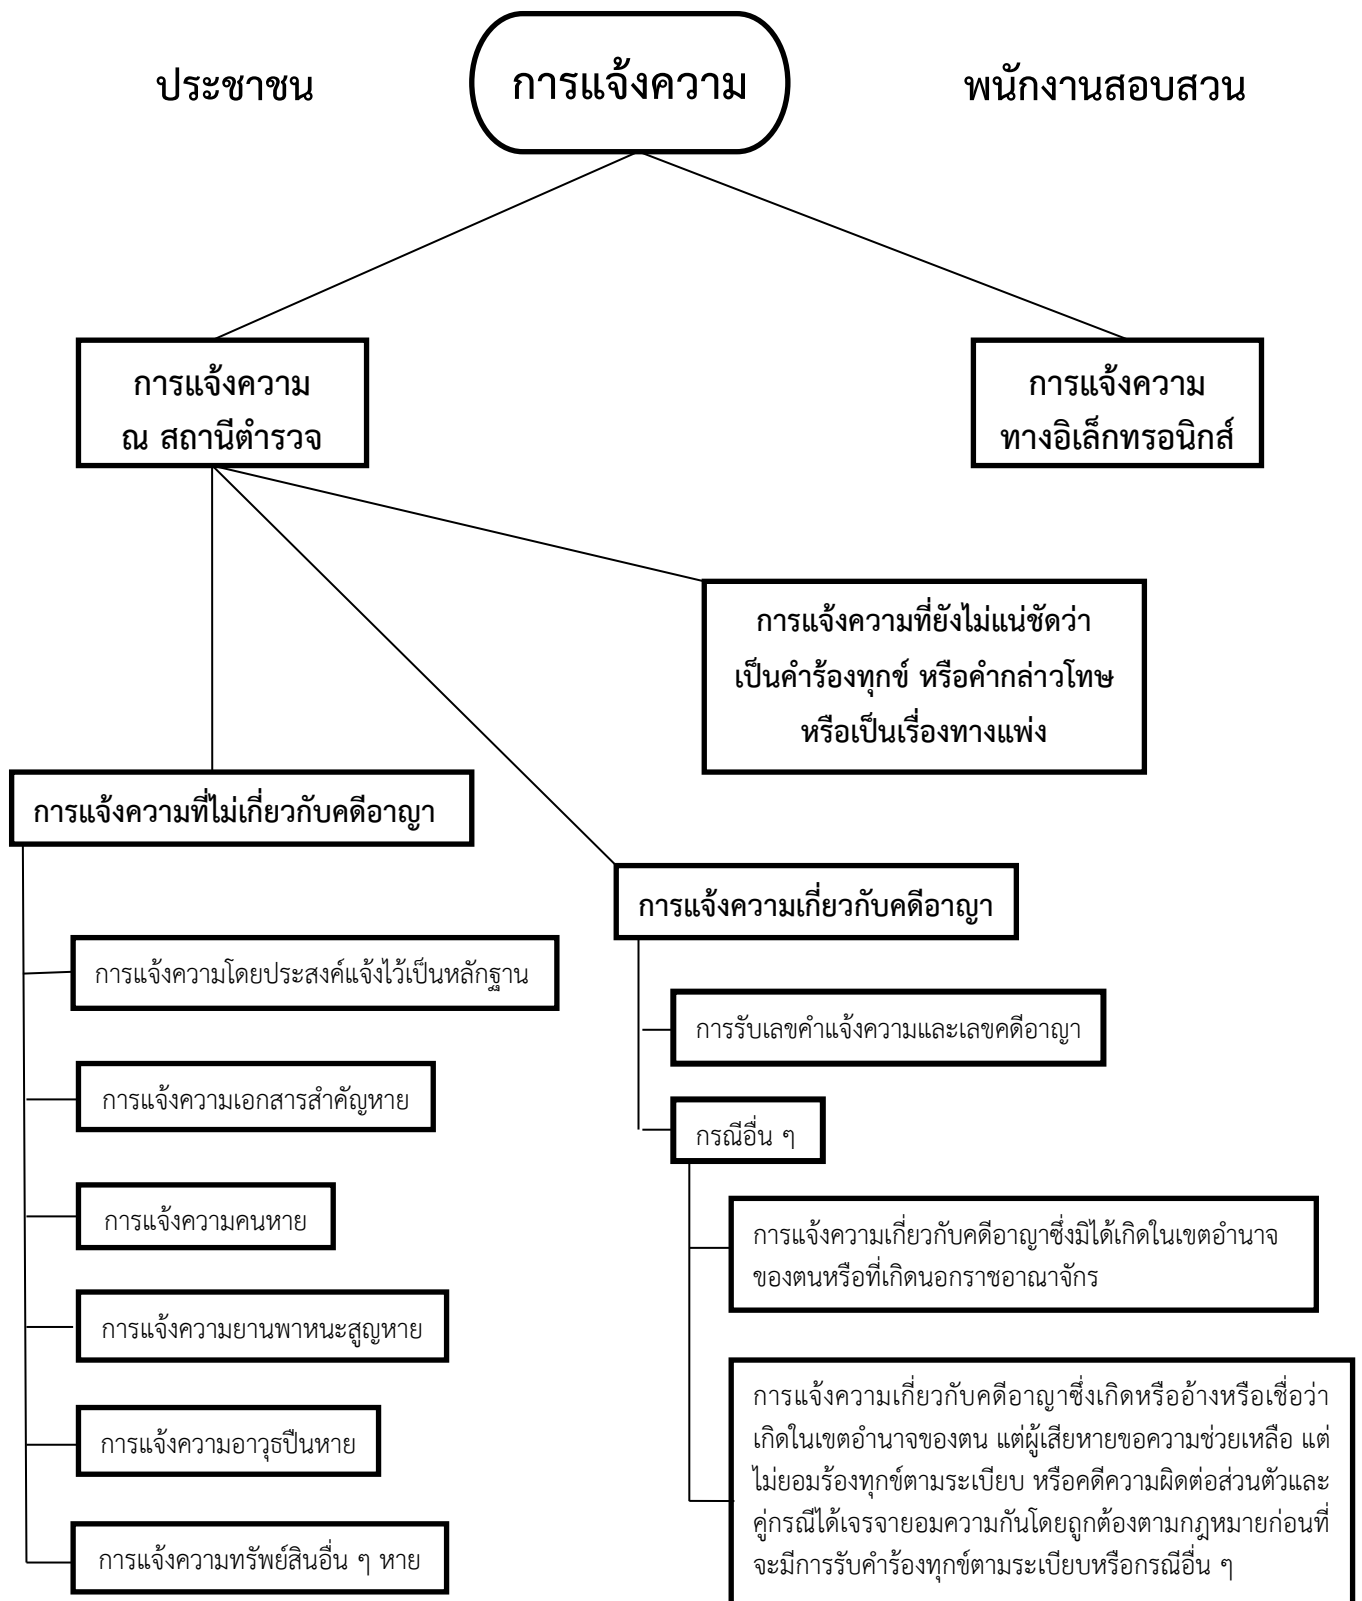 ประชาชน
การแจ้งความ
พนักงานสอบสวน
การแจ้งความ
ณ สถานีตำรวจ
การแจ้งความ
ทางอิเล็กทรอนิกส์
การแจ้งความที่ยังไม่แน่ชัดว่า
เป็นคำร้องทุกข์ หรือคำกล่าวโทษ
หรือเป็นเรื่องทางแพ่ง
การแจ้งความที่ไม่เกี่ยวกับคดีอาญา
การแจ้งความโดยประสงค์แจ้งไว้เป็นหลักฐาน
การแจ้งความเอกสารสำคัญหาย
การแจ้งความคนหาย
การแจ้งความยานพาหนะสูญหาย
การแจ้งความอาวุธปืนหาย
การแจ้งความทรัพย์สินอื่น ๆ หาย
การแจ้งความเกี่ยวกับคดีอาญา
การรับเลขคำแจ้งความและเลขคดีอาญา
กรณีอื่น ๆ
การแจ้งความเกี่ยวกับคดีอาญาซึ่งมิได้เกิดในเขตอำนาจ
ของตนหรือที่เกิดนอกราชอาณาจักร
การแจ้งความเกี่ยวกับคดีอาญาซึ่งเกิดหรืออ้างหรือเชื่อว่า
เกิดในเขตอำนาจของตน แต่ผู้เสียหายขอความช่วยเหลือ แต่
ไม่ยอมร้องทุกข์ตามระเบียบ หรือคดีความผิดต่อส่วนตัวและ
คู่กรณีได้เจรจายอมความกันโดยถูกต้องตามกฎหมายก่อนที่
จะมีการรับคำร้องทุกข์ตามระเบียบหรือกรณีอื่น ๆ